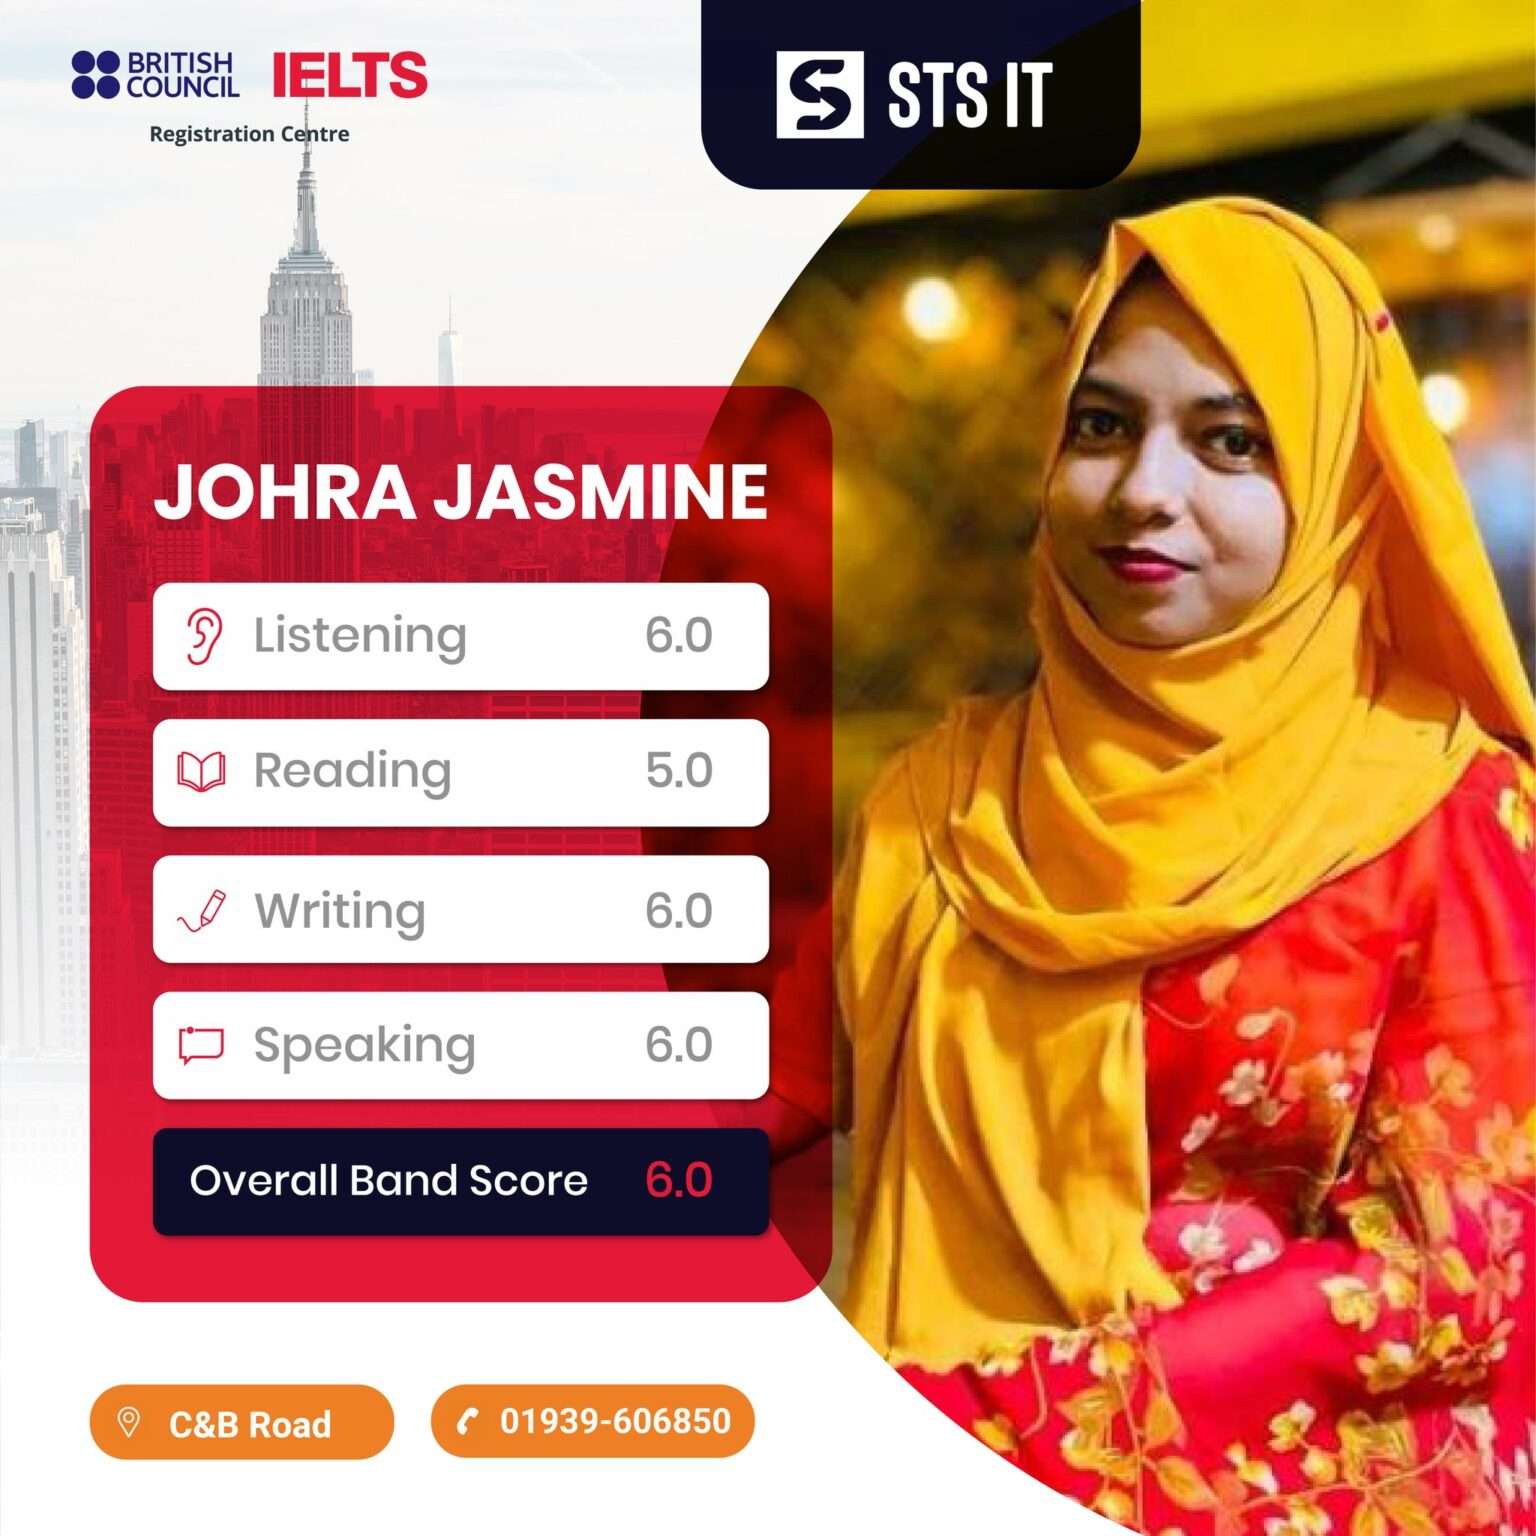 BRITISH
COUNCIL
IELTS
Registration Centre
STS IT
JOHRA JASMINE
Listening 6.0
Reading 5.0
Writing 6.0
Speaking 6.0
Overall Band Score 6.0
C&B Road
01939-606850